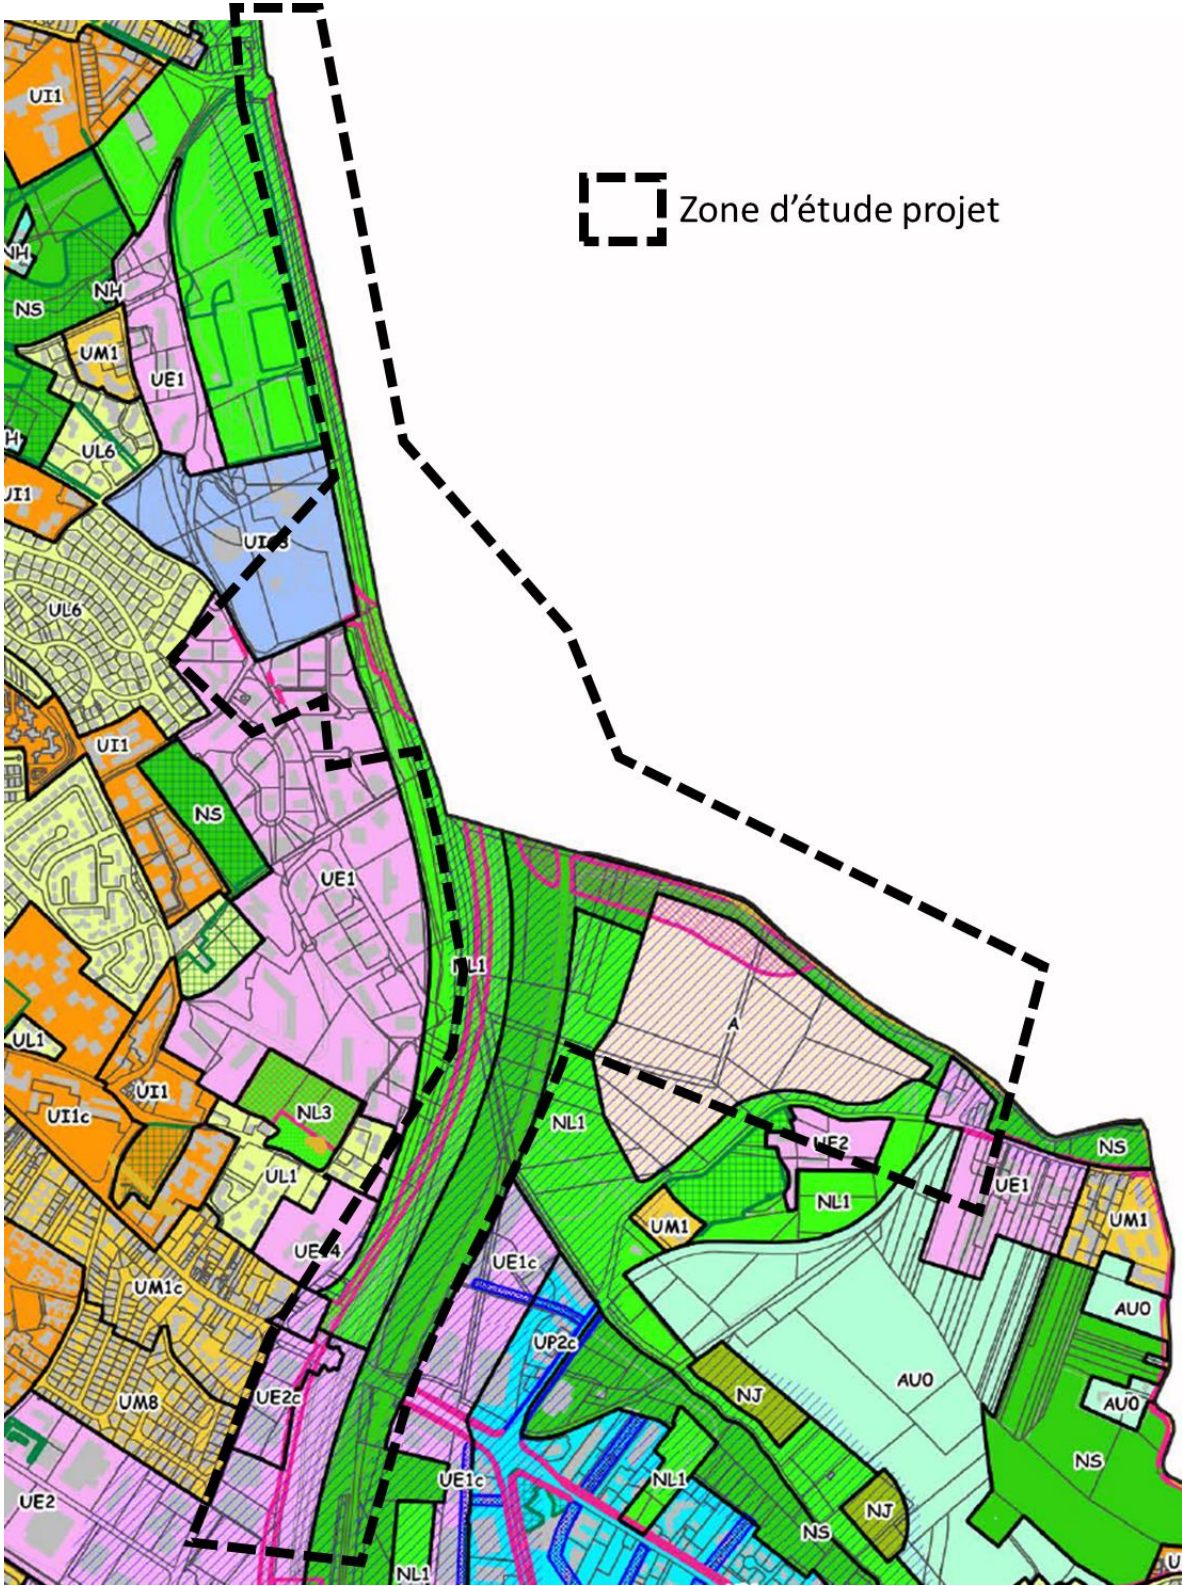 UI1
Zone d'étude projet
NH
NH
NS
UM1
UE1
UL6
UI1
UL6
UI1
NS
UE1
NL1
A
UL1
UI1
UI1c
NL3
NL1
UE2
NS
UL1
NL1
UE1
UM1
UM1
UE1c
UM1c
AU0
UP2c
UE2c
UM8
NJ
AU0
AU0
NS
UE2
UE1c
NL1
NJ
NS
NL1